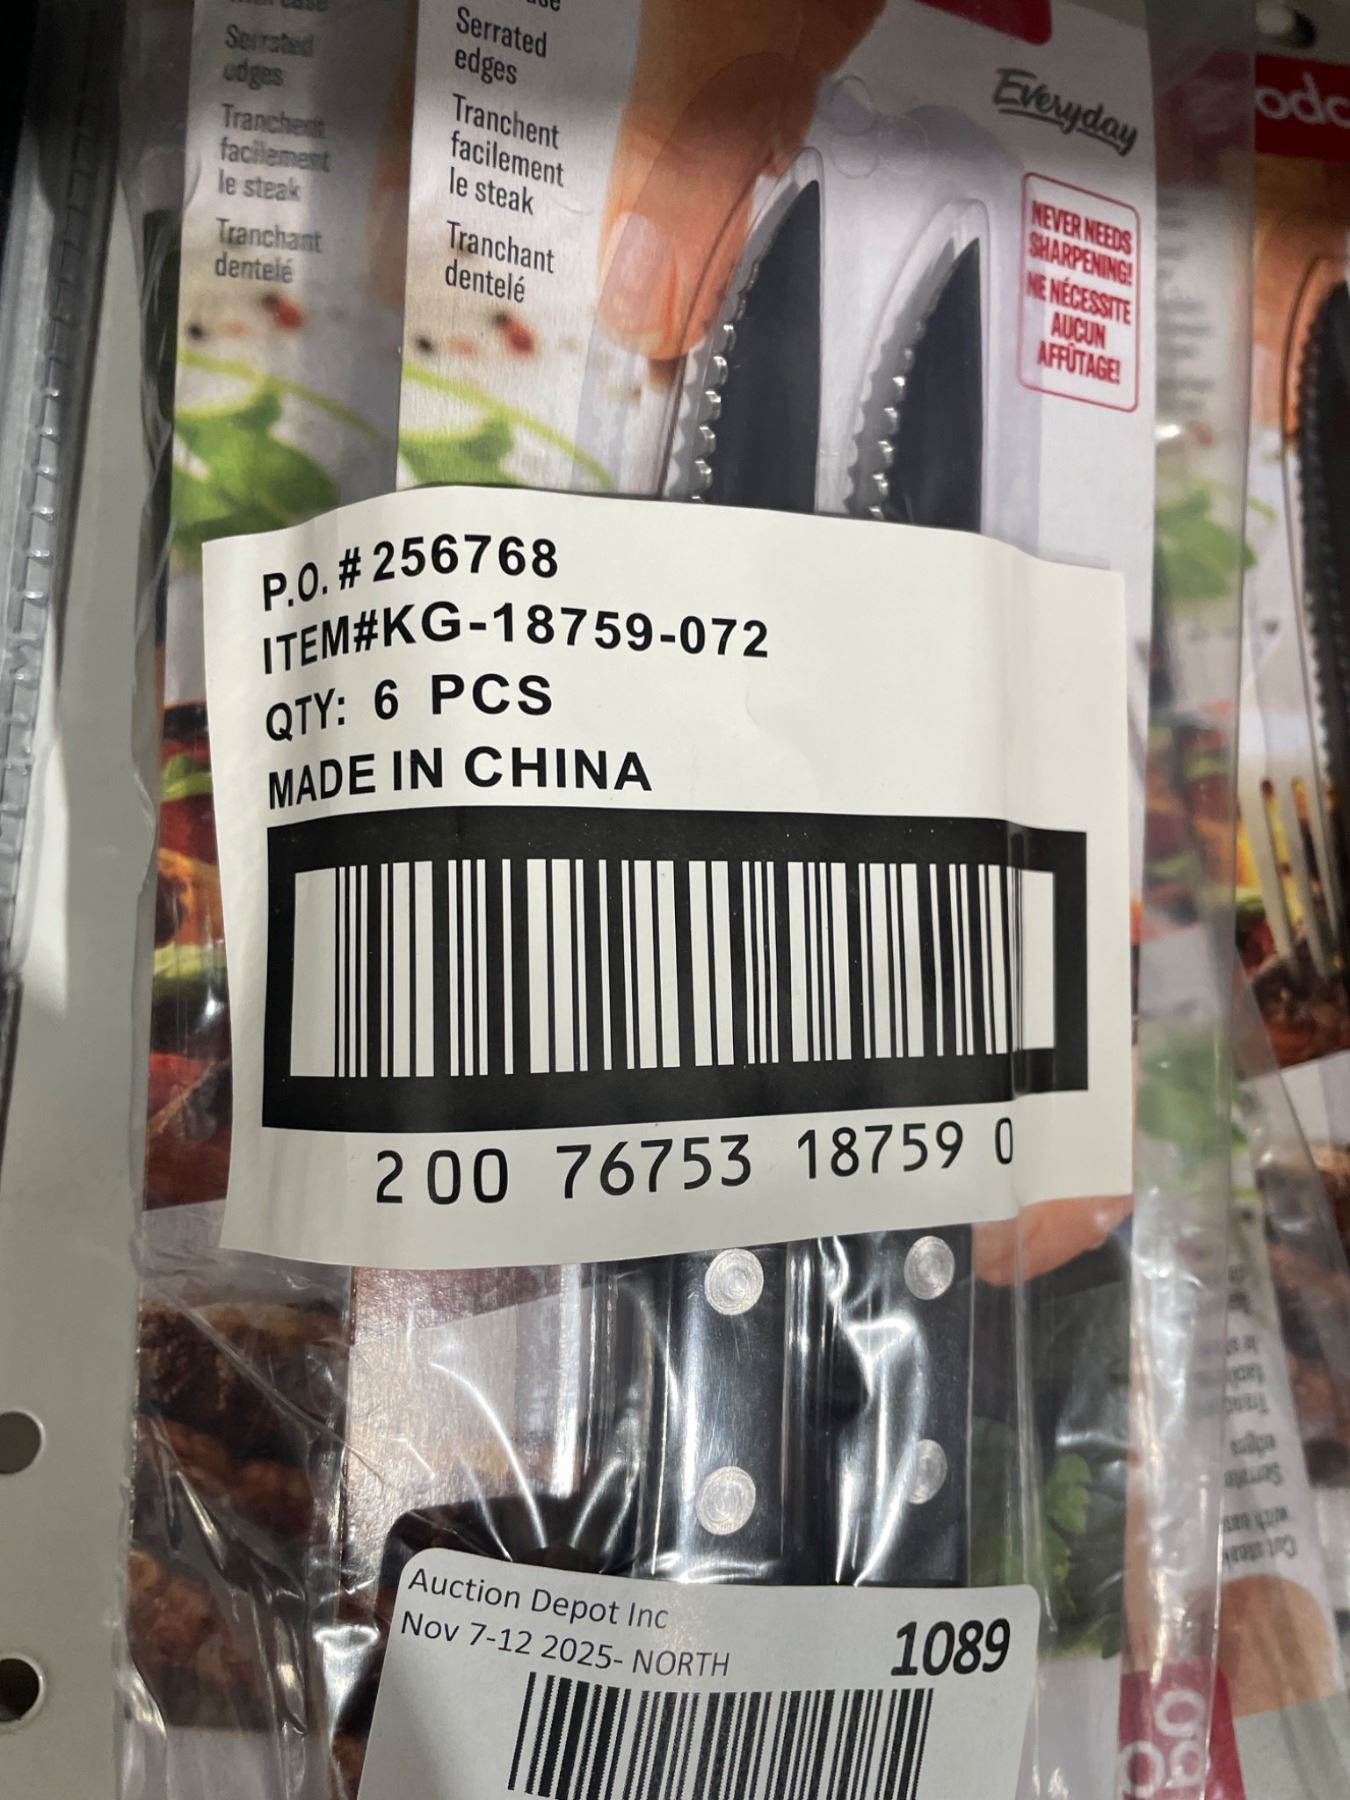 Serrated
edges
Tranchent
facilement
le steak
Tranchant
dentelé
Serrated
edges
Tranchent
facilement
le steak
Tranchant
dentelé
Everyday
NEVER NEEDS
SHARPENING!
NE NÉCESSITE
AUCUN
AFFÛTAGE!
P.O. # 256768
ITEM#KG-18759-072
QTY: 6 PCS
MADE IN CHINA
2 00 76753 18759 0
Auction Depot Inc
Nov 7-12 2025- NORTH
1089